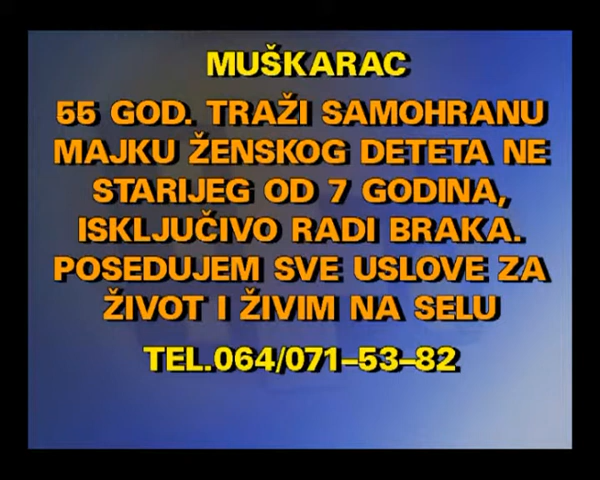 MUŠKARAC
55 GOD. TRAŽI SAMOHRANU
MAJKU ŽENSKOG DETETA NE
STARIJEG OD 7 GODINA,
ISKLJUČIVO RADI BRAKA.
POSEDUJEM SVE USLOVE ZA
ŽIVOT I ŽIVIM NA SELU
TEL.064/071-53-82